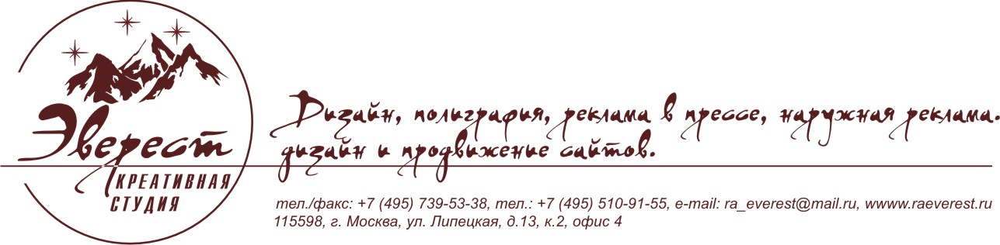 Эверест
КРЕАТИВНАЯ
СТУДИЯ
Дизайн, полиграфия, реклама в прессе, наружная реклама.
дизайн и продвижение сайтов.
тел./факс: +7 (495) 739-53-38, тел.: +7 (495) 510-91-55, e-mail: ra_everest@mail.ru, wwww.raeverest.ru
115598, г. Москва, ул. Липецкая, д.13, к.2, офис 4